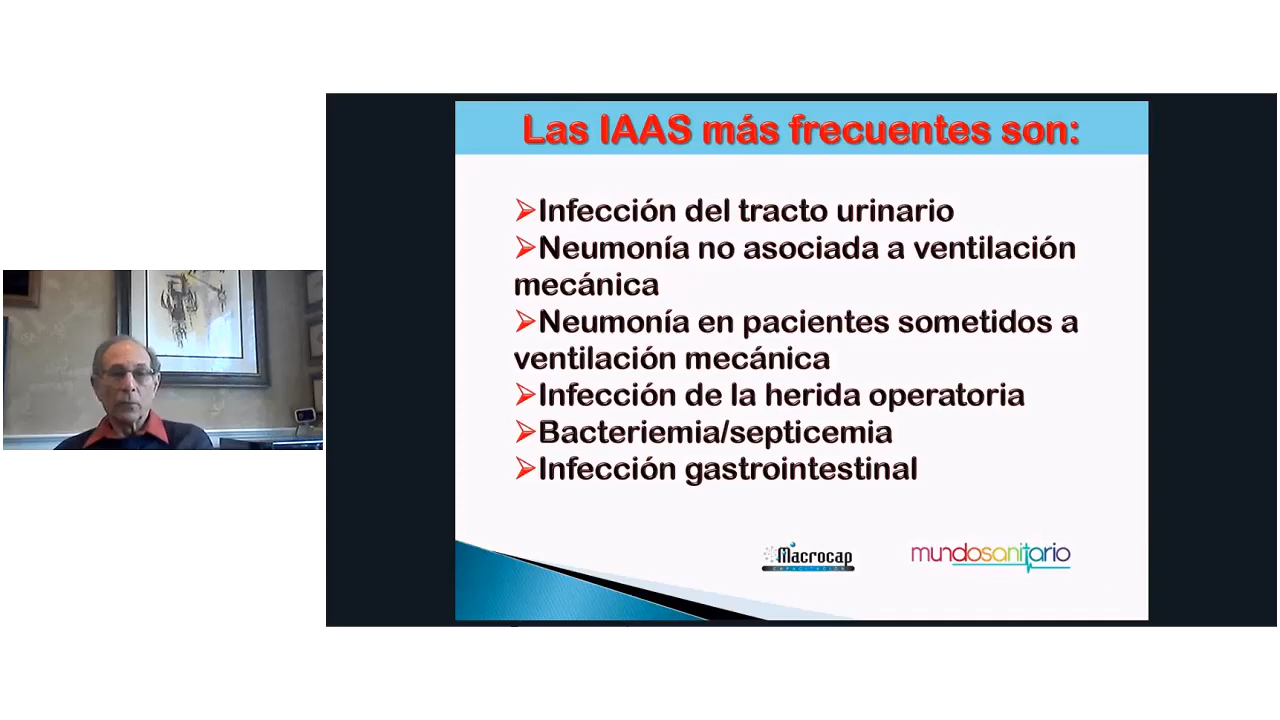 Las IAAS más frecuentes son:
Infección del tracto urinario
Neumonía no asociada a ventilación
mecánica
Neumonía en pacientes sometidos a
ventilación mecánica
Infección de la herida operatoria
Bacteriemia/septicemia
Infección gastrointestinal
Macrocap
CAPACITACIÓN
mundosanitario